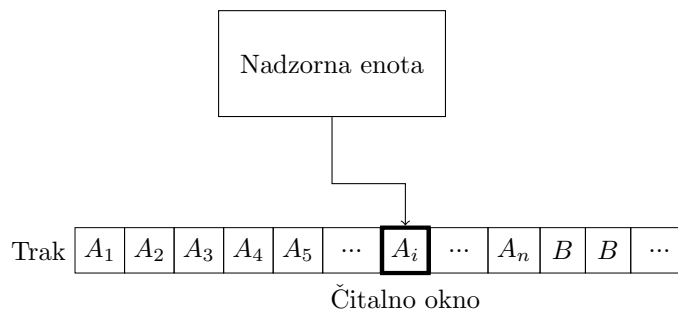 Nadzorna enota
Trak A₁ A₂ A₃ A₄ A₅ ... Aᵢ ... Aₙ B B ...
Čitalno okno